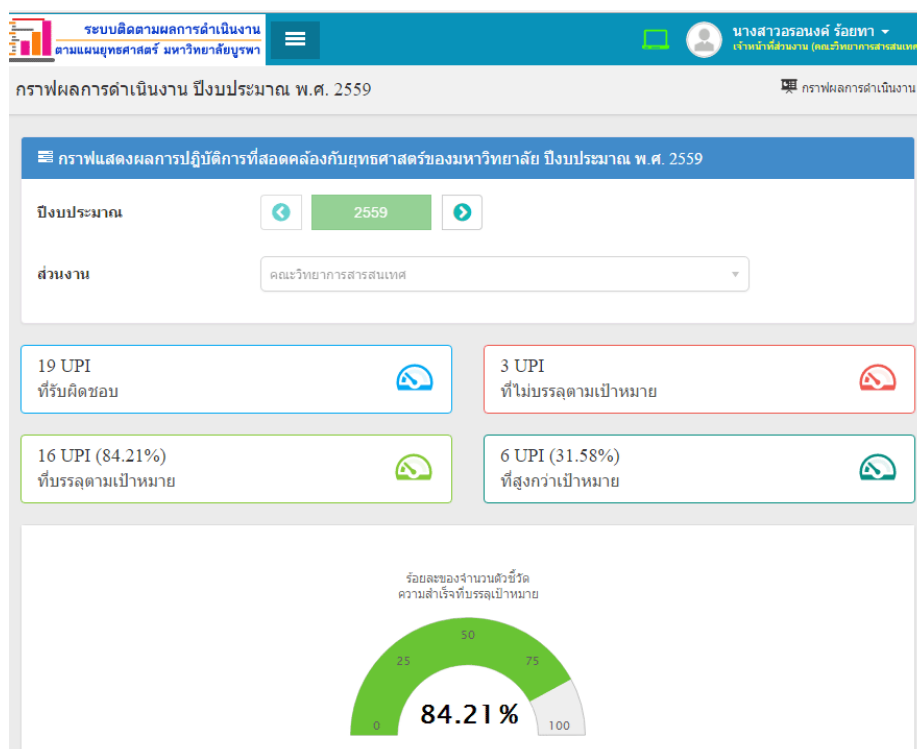 ระบบติดตามผลการดำเนินงาน
ตามแผนยุทธศาสตร์ มหาวิทยาลัยบูรพา
นางสาวอรอนงค์ ร้อยทา
เจ้าหน้าที่ส่วนงาน (คณะวิทยาการสารสนเทศ
กราฟผลการดำเนินงาน ปีงบประมาณ พ.ศ. 2559
กราฟผลการดำเนินงาน
กราฟแสดงผลการปฏิบัติการที่สอดคล้องกับยุทธศาสตร์ของมหาวิทยาลัย ปีงบประมาณ พ.ศ. 2559
ปีงบประมาณ
2559
ส่วนงาน
คณะวิทยาการสารสนเทศ
19 UPI
ที่รับผิดชอบ
3 UPI
ที่ไม่บรรลุตามเป้าหมาย
16 UPI (84.21%)
ที่บรรลุตามเป้าหมาย
6 UPI (31.58%)
ที่สูงกว่าเป้าหมาย
ร้อยละของจำนวนตัวชี้วัด
ความสำเร็จที่บรรลุเป้าหมาย
50
25
75
84.21%
0
100